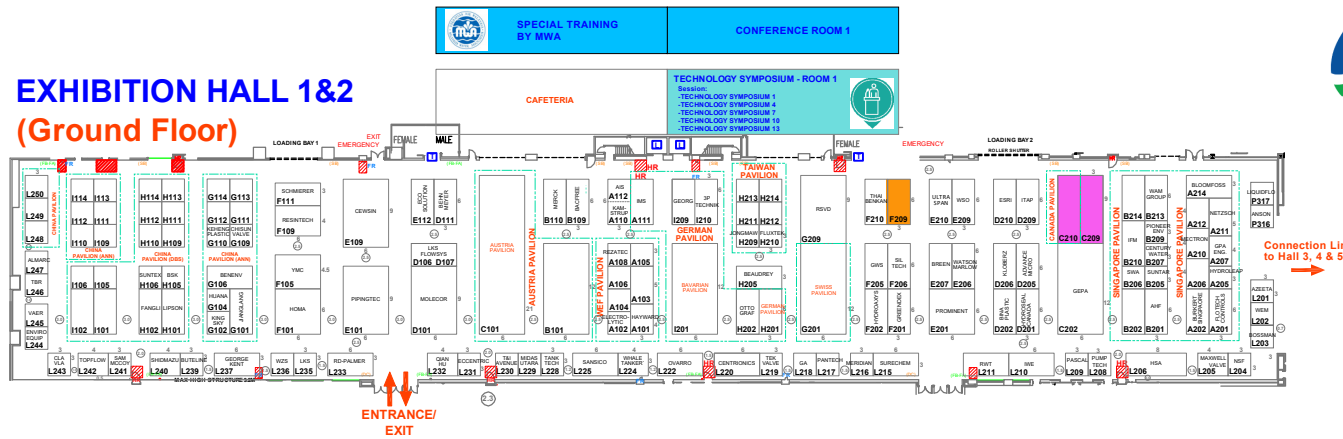 SPECIAL TRAINING
BY MWA
CONFERENCE ROOM 1
EXHIBITION HALL 1&2
(Ground Floor)
CAFETERIA
TECHNOLOGY SYMPOSIUM - ROOM 1
Session:
-TECHNOLOGY SYMPOSIUM 1
-TECHNOLOGY SYMPOSIUM 4
-TECHNOLOGY SYMPOSIUM 7
-TECHNOLOGY SYMPOSIUM 10
-TECHNOLOGY SYMPOSIUM 13
LOADING BAY 1
EXIT
EMERGENCY
FEMALE
MALE
FEMALE
EMERGENCY
LOADING BAY 2
ROLLER SHUTTER
L250
L249
L248
CHINA PAVILION
ALMARC
L247
TBR
L246
VAER
L245
ENVIRO
EQUIP
L244
I114 I113
I112 I111
I110 I109
CHINA
PAVILION (ANN)
I106 I105
I102 I101
H114 H113
H112 H111
H110 H109
CHINA
PAVILION (DBS)
SUNTEX
H106
BSK
H105
FANGLI
H102
LIPSON
H101
G114 G113
G112 G111
KEHENG
PLASTIC
G110
CHISUN
VALVE
G109
CHINA
PAVILION (ANN)
BENENV
G106
HUANA
G104
KING
SKY
G102
JINGLIANG
G101
SCHMIERER
F111
RESINTECH
F109
YMC
F105
HOMA
F101
CEWSIN
E109
PIPINGTEC
E101
ECO
SOLUTION
E112
BEHN
MEYER
D111
LKS
FLOWSYS
D106 D107
MOLECOR
D101
AUSTRIA
PAVILION
C101
AUSTRIA PAVILION
MERCK
B110
BACFREE
B109
B101
MEF PAVILION
AIS
A112
KAM-
STRUP
A110
IMS
A111
REZATEC
A108 A105
A106
A104
A103
ELECTRO-
LYTIC
A102
HAYWARD
A101
GEORG
I209
3P
TECHNIK
I210
GERMAN
PAVILION
BAVARIAN
PAVILION
I201
TAIWAN
PAVILION
H213 H214
H211 H212
JONGMAW
H209
FLUXTEK
H210
BEAUDREY
H205
OTTO
GRAF
H202
GERMAN
PAVILION
H201
RSVD
G209
SWISS
PAVILION
G201
THAI
BENKAN
F210
F209
GWS
F206
SIL
TECH
F205
HYDROAXYS
F202
GREENDEX
F201
ULTRA
SPAN
E210
WSO
E209
BREEN
E207
WATSON
MARLOW
E206
PROMINENT
E201
ESRI
D210
ITAP
D209
KLOBERZ
D206
ADVANCE
MICRO
D205
BINA
PLASTIC
D202
D201
CANADA PAVILION
C210 C209
GEPA
C202
SINGAPORE PAVILION
WAM
GROUP
B214 B213
PIONEER
ENV
B209
IFM
B210
CENTURY
WATER
B207
SWA
B206
SUNTAR
B205
AHF
B202 B201
SINGAPORE PAVILION
BLOOMFOSS
A214
NETZSCH
A212 A211
A210
GPA
ENG.
A207
HYDROLEAP
A206 A205
A202
FLOTECH
CONTROLS
A201
LIQUIDFLO
P317
ANSON
P316
Connection Lin
to Hall 3, 4 & 5
AZEETA
L201
WEM
L202
BOSSMAN
L203
CLA
VLA
L243
TOPFLOW
L242
SAM
MCCOY
L241
SHIDMAZU
L240
BUTELINE
L239
GEORGE
KENT
L237
WZS
L236
LKS
L235
RD-PALMER
L233
QIAN
HU
L232
ECCENTRIC
L231
T&I
AVENUE
L230
MIDAS
UTARA
L229
TANK
TECH
L228
SANSICO
L225
WHALE
TANKER
L224
OVARRO
L222
CENTRONICS
L220
TEK
VALVE
L219
GA
L218
PANTECH
L217
MERIDIAN
L216
SURECHEM
L215
RWT
L211
IWE
L210
PASCAL
L209
PUMP
TECH
L208
L206
HSA
MAXWELL
VALVE
L205
NSF
L204
ENTRANCE/
EXIT